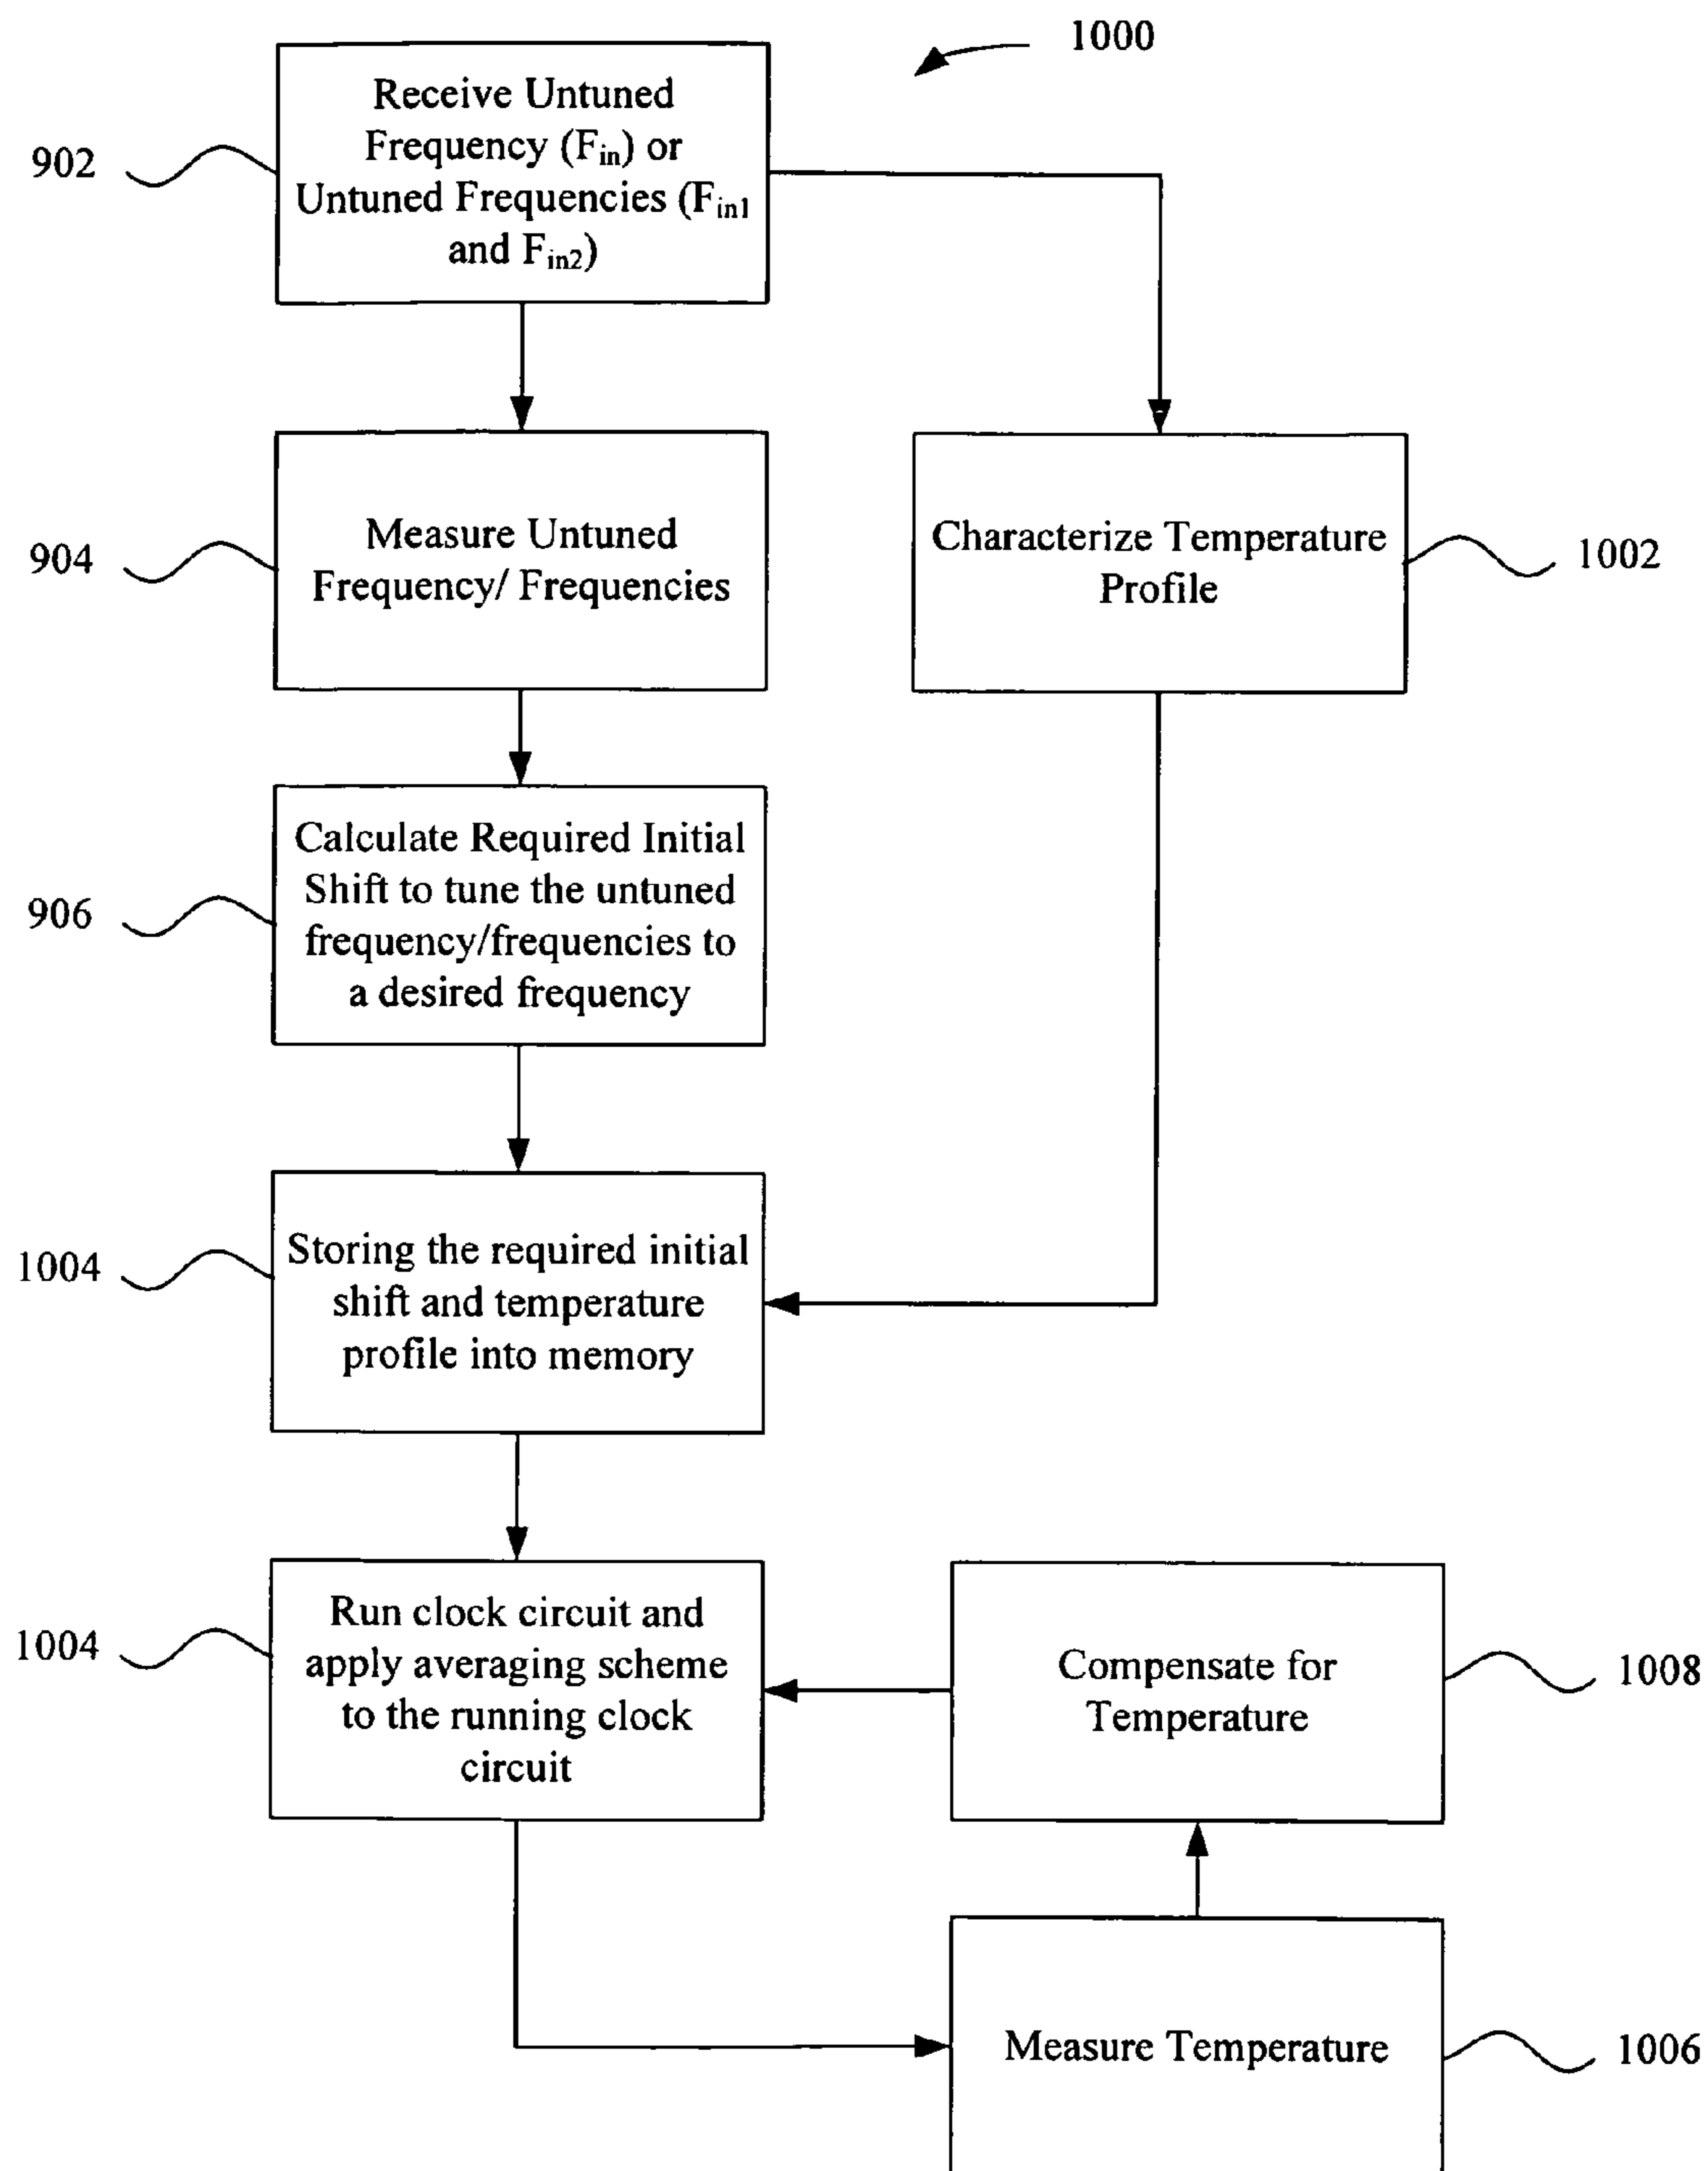 1000
Receive Untuned
Frequency (Fin) or
Untuned Frequencies (Fin1
and Fin2)
902
Measure Untuned
Frequency/ Frequencies
904
Characterize Temperature
Profile
1002
Calculate Required Initial
Shift to tune the untuned
frequency/frequencies to
a desired frequency
906
Storing the required initial
shift and temperature
profile into memory
1004
Run clock circuit and
apply averaging scheme
to the running clock
circuit
1004
Compensate for
Temperature
1008
Measure Temperature
1006